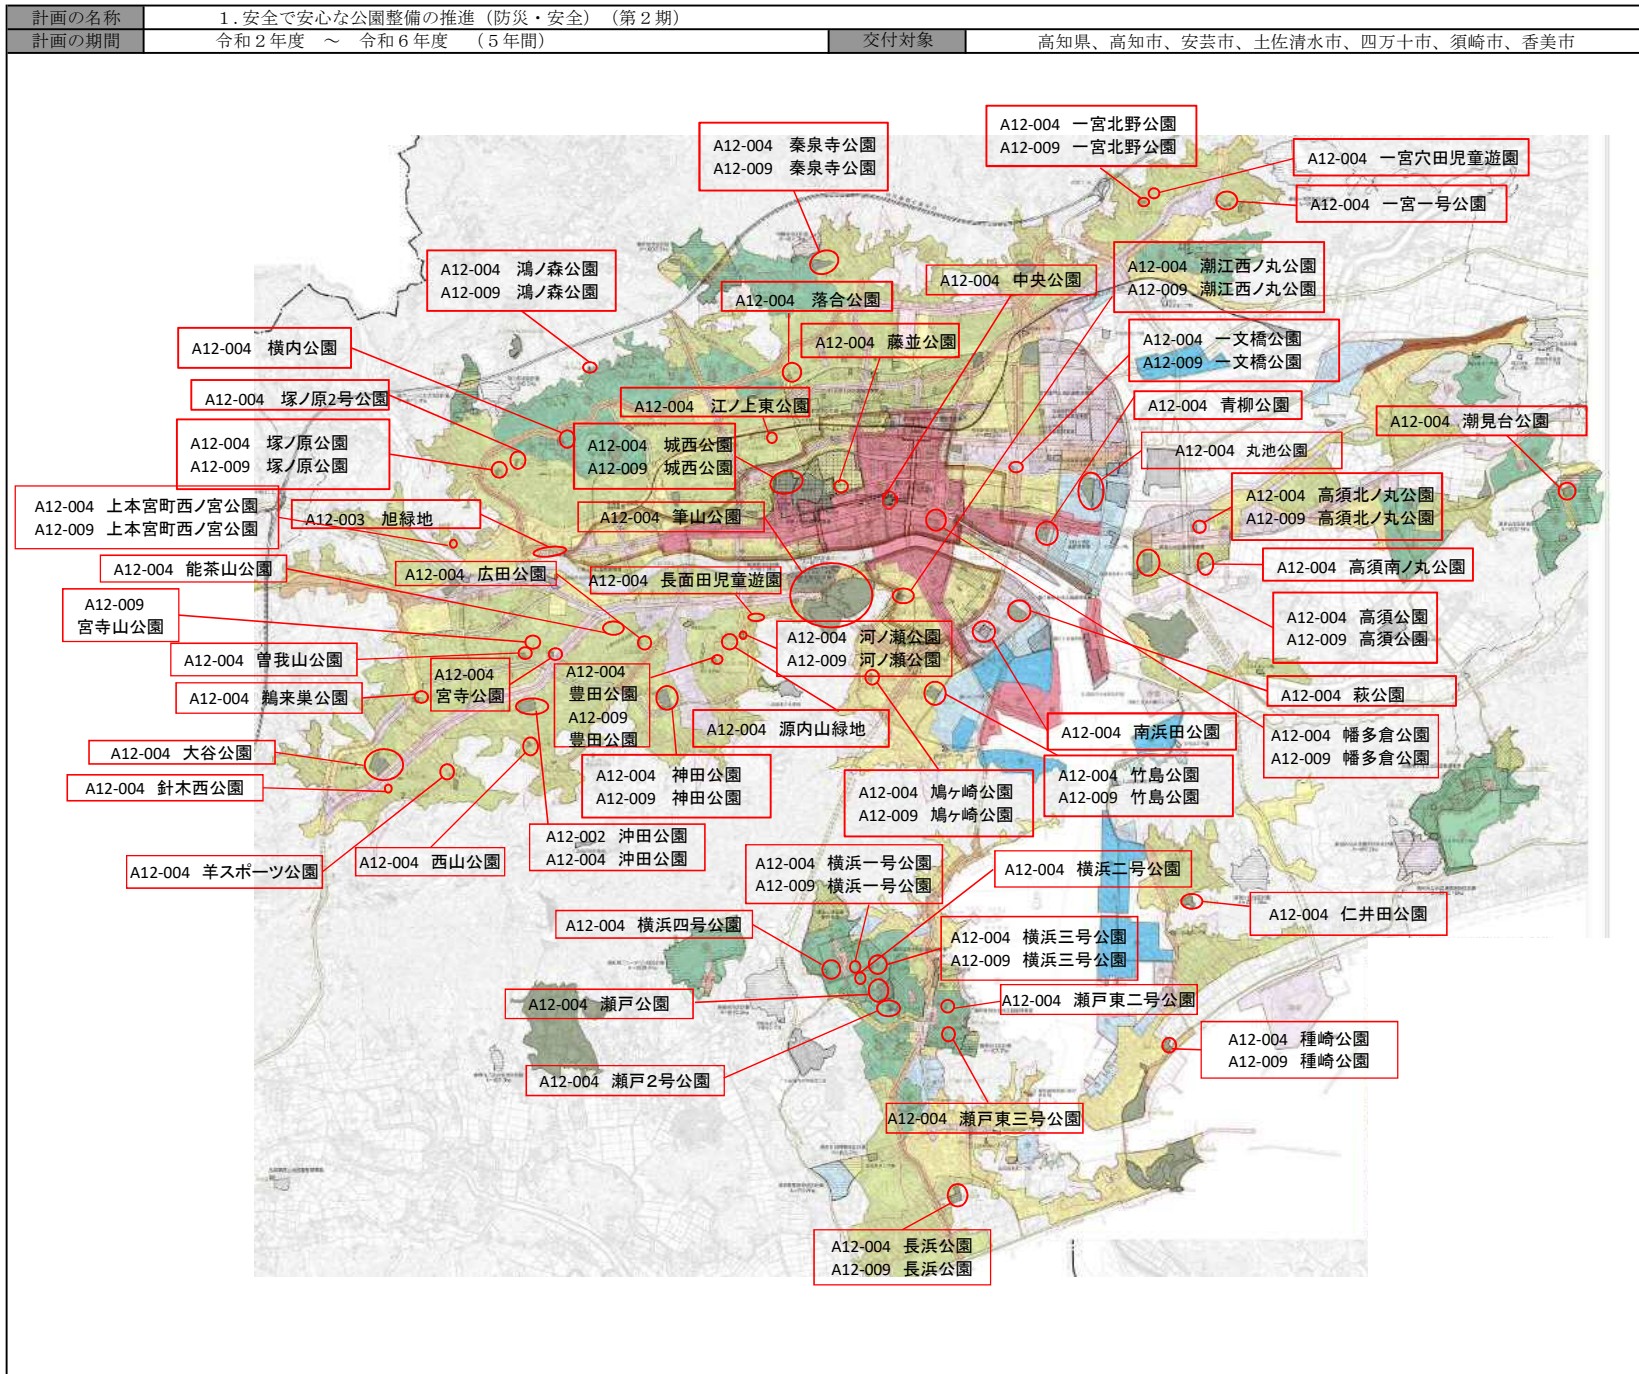 計画の名称
1.安全で安心な公園整備の推進（防災・安全）（第２期）
計画の期間
令和２年度 ～ 令和６年度 （５年間）
交付対象
高知県、高知市、安芸市、土佐清水市、四万十市、須崎市、香美市
A12-004 秦泉寺公園
A12-009 秦泉寺公園
A12-004 一宮北野公園
A12-009 一宮北野公園
A12-004 一宮穴田児童遊園
A12-004 一宮一号公園
A12-004 鴻ノ森公園
A12-009 鴻ノ森公園
A12-004 落合公園
A12-004 中央公園
A12-004 潮江西ノ丸公園
A12-009 潮江西ノ丸公園
A12-004 横内公園
A12-004 藤並公園
A12-004 一文橋公園
A12-009 一文橋公園
A12-004 塚ノ原2号公園
A12-004 江ノ上東公園
A12-004 青柳公園
A12-004 潮見台公園
A12-004 塚ノ原公園
A12-009 塚ノ原公園
A12-004 城西公園
A12-009 城西公園
A12-004 丸池公園
A12-004 上本宮町西ノ宮公園
A12-009 上本宮町西ノ宮公園
A12-003 旭緑地
A12-004 筆山公園
A12-004 高須北ノ丸公園
A12-009 高須北ノ丸公園
A12-004 能茶山公園
A12-004 広田公園
A12-004 長面田児童遊園
A12-004 高須南ノ丸公園
A12-009
宮寺山公園
A12-004 高須公園
A12-009 高須公園
A12-004 曽我山公園
A12-004
宮寺公園
A12-004
豊田公園
A12-009
豊田公園
A12-004 河ノ瀬公園
A12-009 河ノ瀬公園
A12-004 鵜来巣公園
A12-004 萩公園
A12-004 源内山緑地
A12-004 南浜田公園
A12-004 幡多倉公園
A12-009 幡多倉公園
A12-004 大谷公園
A12-004 針木西公園
A12-004 神田公園
A12-009 神田公園
A12-004 鳩ヶ崎公園
A12-009 鳩ヶ崎公園
A12-004 竹島公園
A12-009 竹島公園
A12-004 羊スポーツ公園
A12-004 西山公園
A12-002 沖田公園
A12-004 沖田公園
A12-004 横浜一号公園
A12-009 横浜一号公園
A12-004 横浜二号公園
A12-004 仁井田公園
A12-004 横浜四号公園
A12-004 横浜三号公園
A12-009 横浜三号公園
A12-004 瀬戸公園
A12-004 瀬戸東二号公園
A12-004 種崎公園
A12-009 種崎公園
A12-004 瀬戸２号公園
A12-004 瀬戸東三号公園
A12-004 長浜公園
A12-009 長浜公園